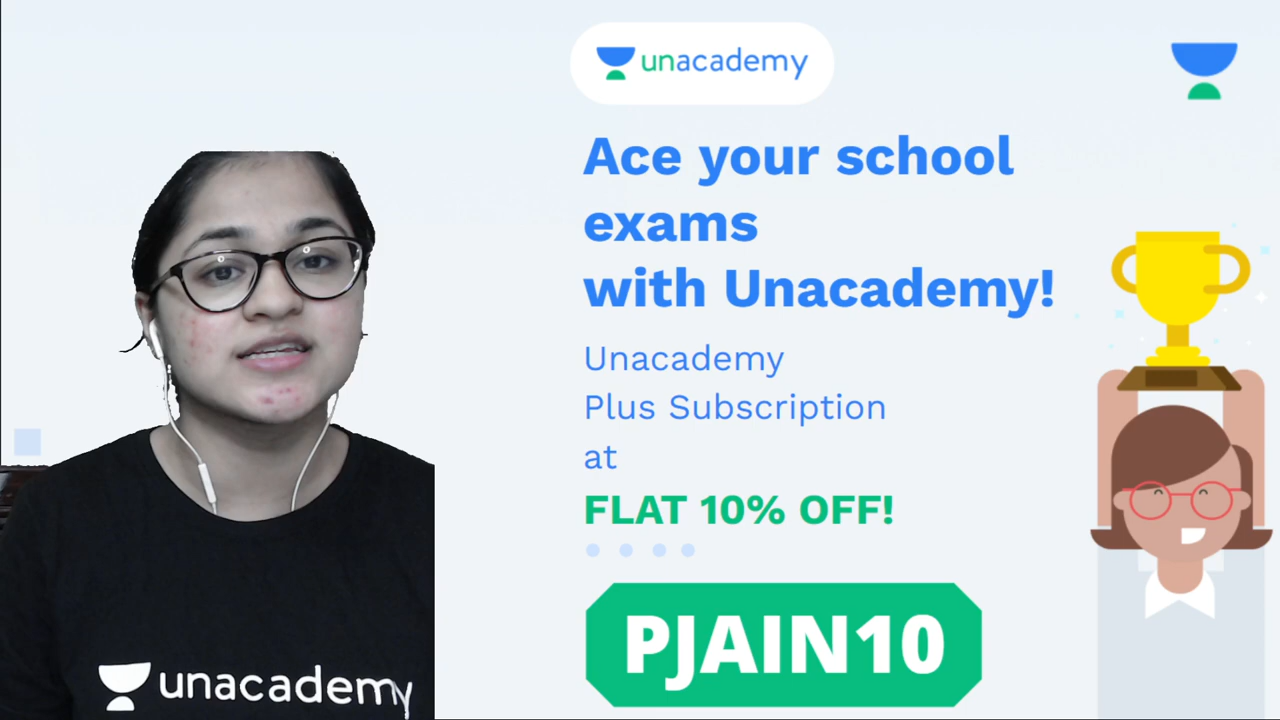 unacademy
Ace your school
exams
with Unacademy!
Unacademy
Plus Subscription
at
FLAT 10% OFF!
PJAIN10
unacademy